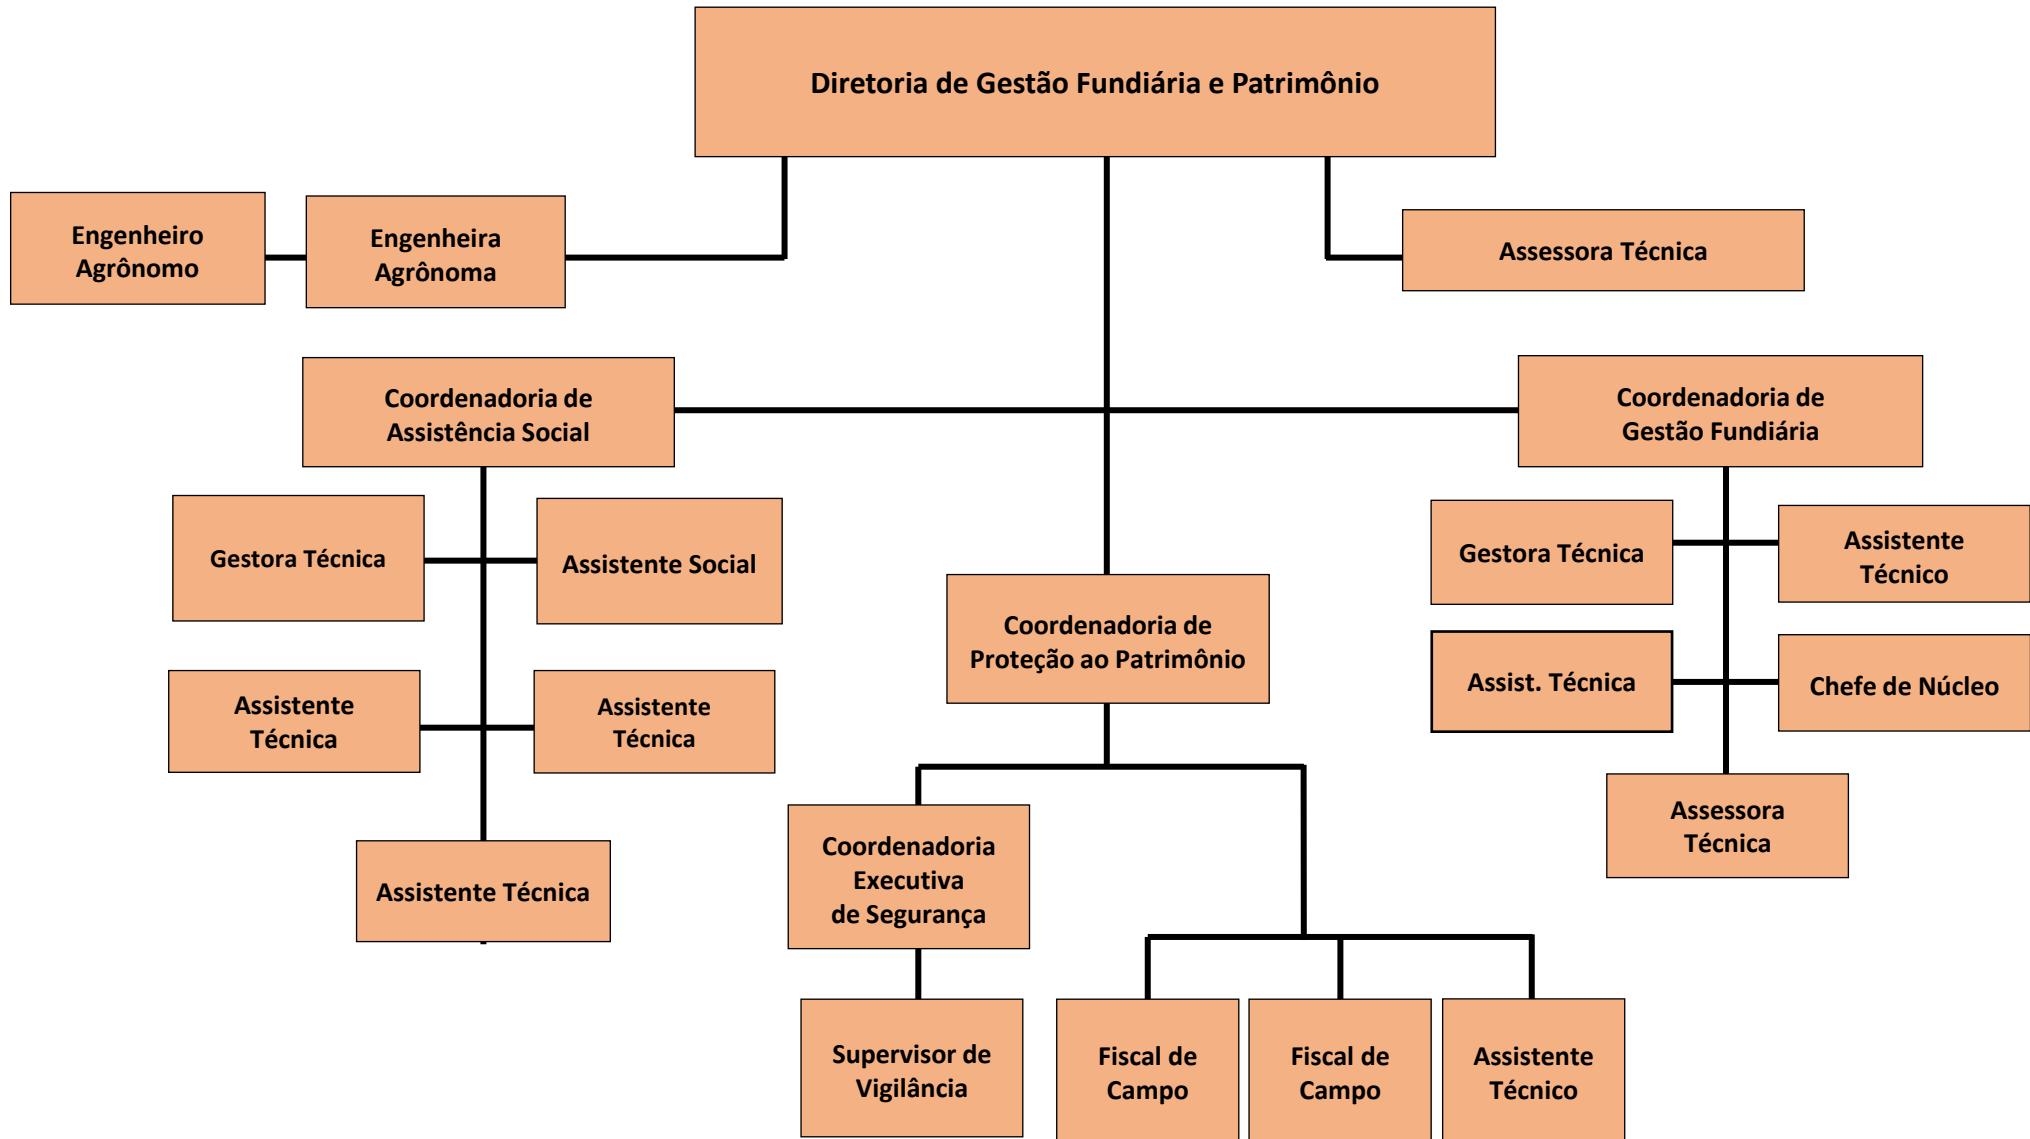 Diretoria de Gestão Fundiária e Patrimônio
Engenheiro
Agrônomo
Engenheira
Agrônoma
Assessora Técnica
Coordenadoria de
Assistência Social
Coordenadoria de
Gestão Fundiária
Gestora Técnica
Assistente Social
Gestora Técnica
Assistente
Técnico
Coordenadoria de
Proteção ao Patrimônio
Assistente
Técnica
Assistente
Técnica
Assist. Técnica
Chefe de Núcleo
Assessora
Técnica
Assistente Técnica
Coordenadoria
Executiva
de Segurança
Supervisor de
Vigilância
Fiscal de
Campo
Fiscal de
Campo
Assistente
Técnico